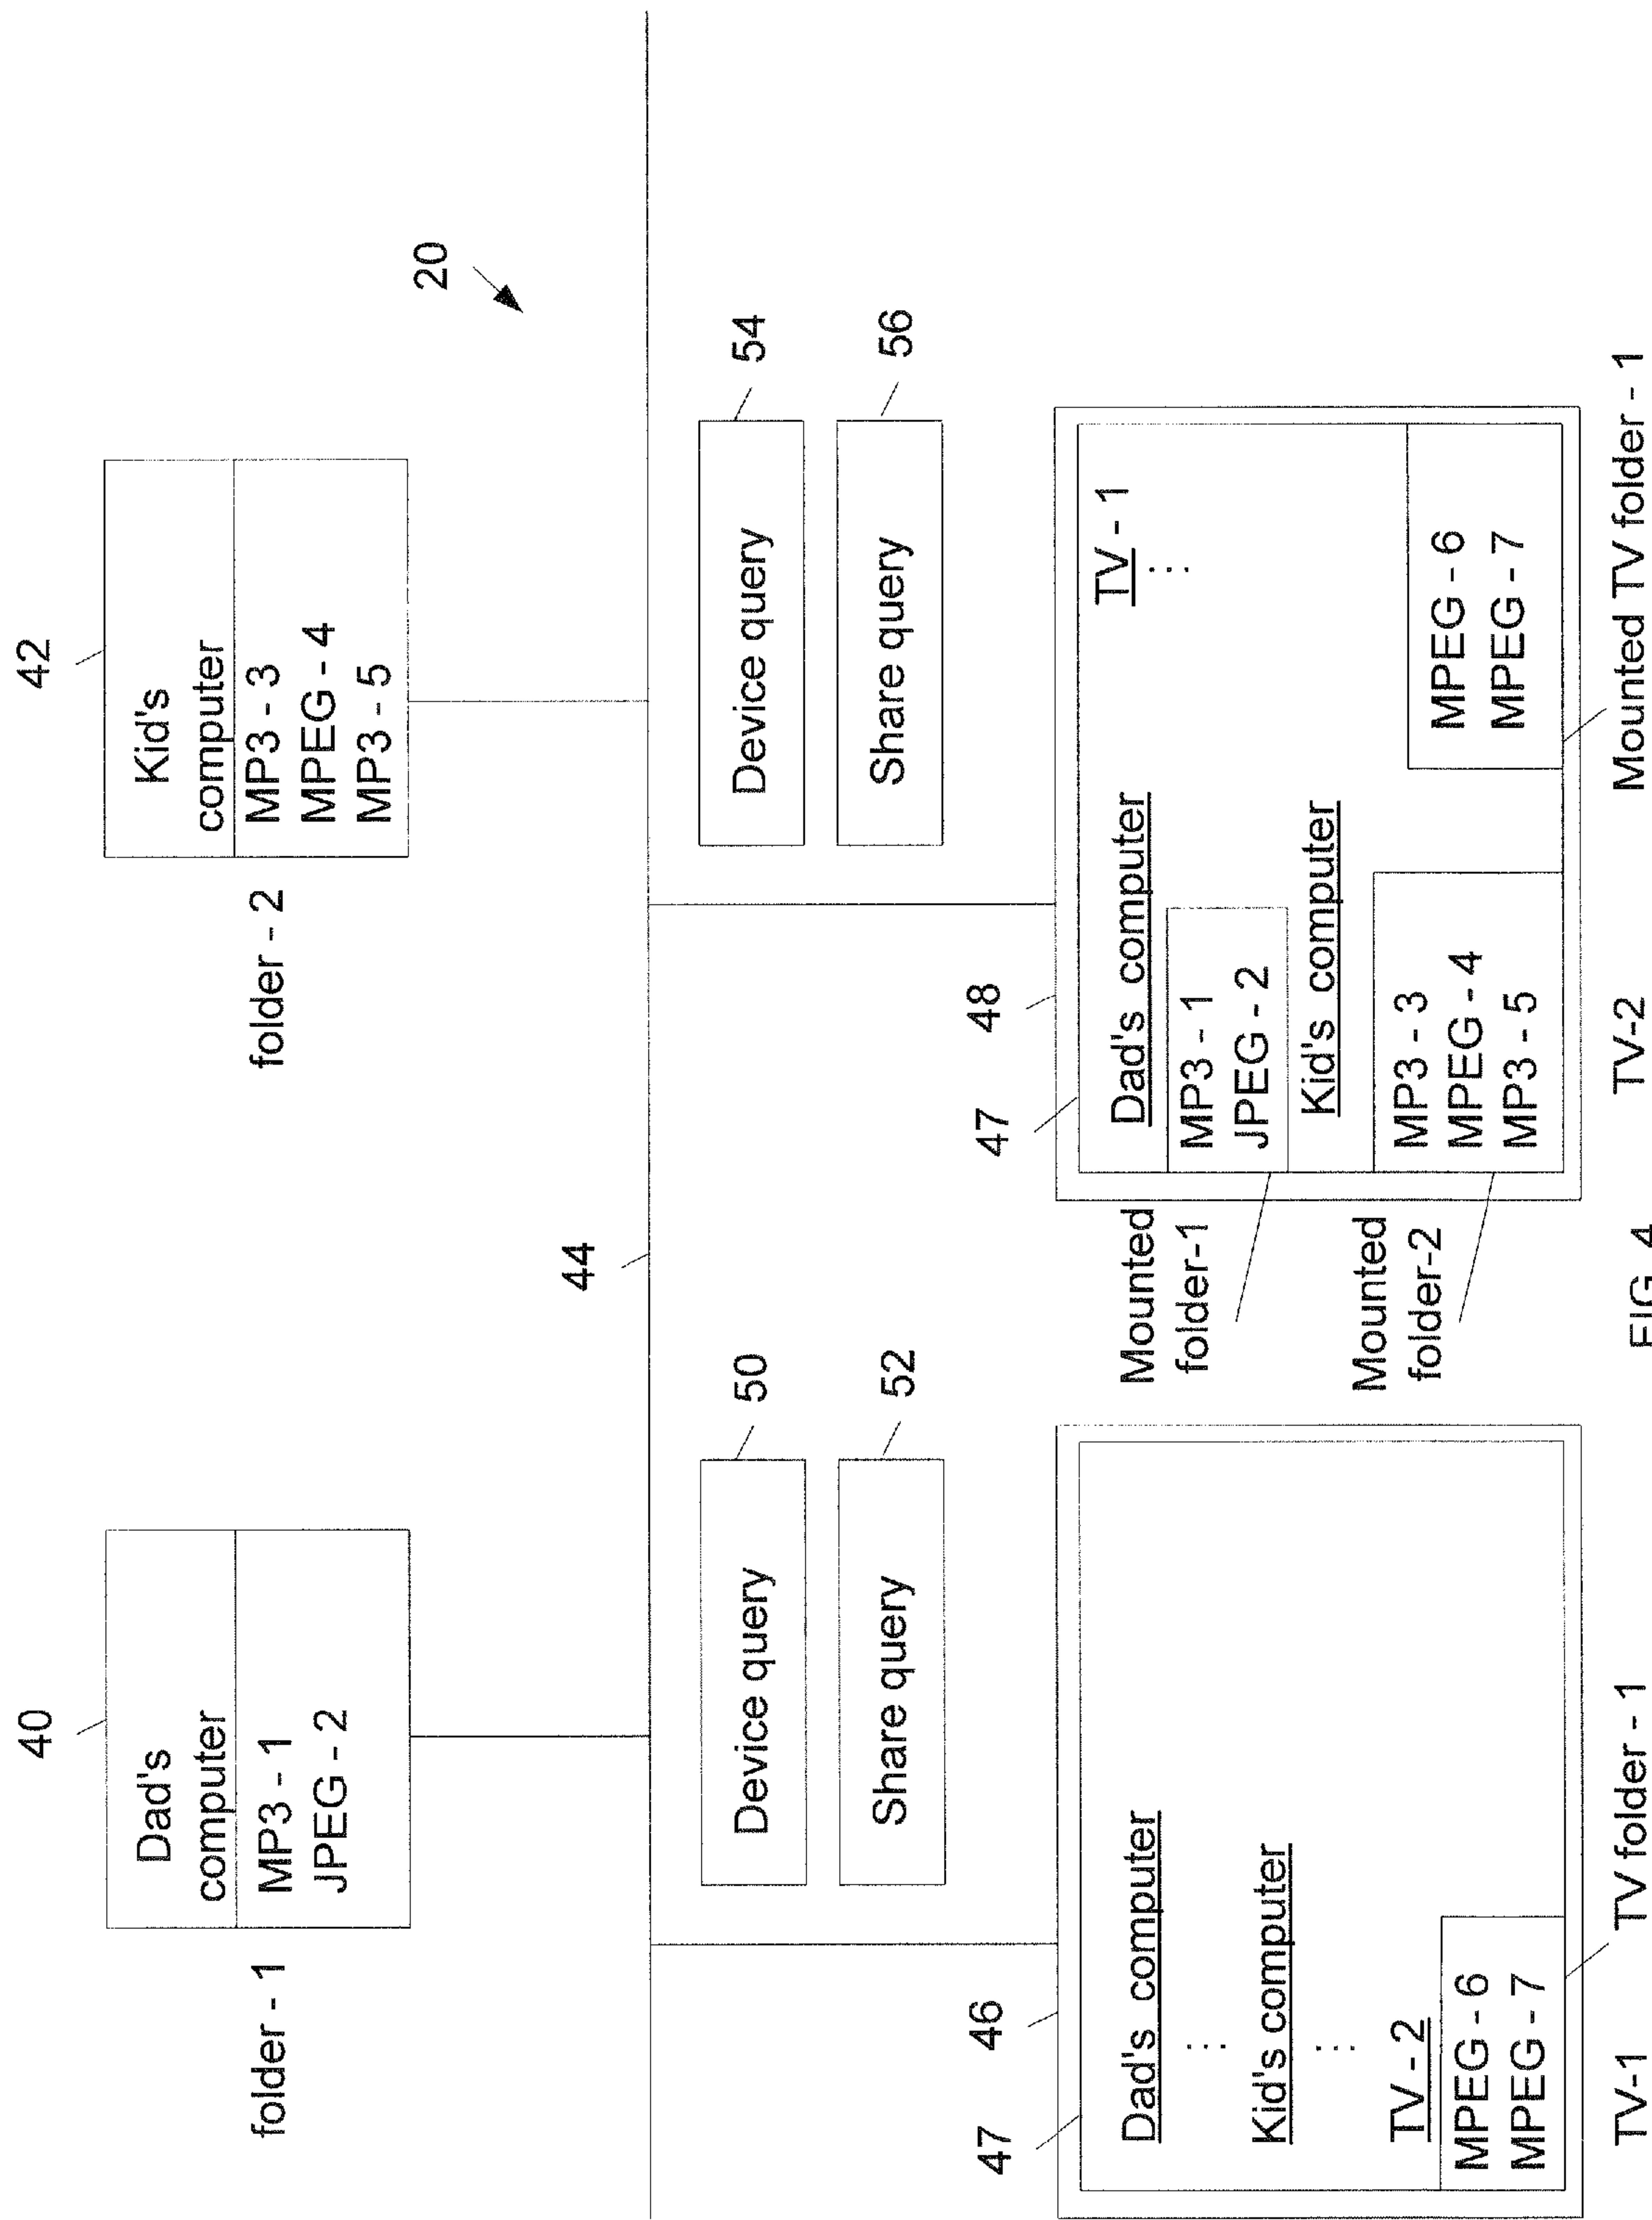 40
Dad's
computer
MP3 - 1
JPEG - 2
folder - 1
42
Kid's
computer
MP3 - 3
MPEG - 4
MP3 - 5
folder - 2
20
44
Device query
50
Share query
52
Device query
54
Share query
56
47
46
Dad's computer
⋮
Kid's computer
⋮
TV - 2
MPEG - 6
MPEG - 7
TV-1
TV folder - 1
47
48
Dad's computer
MP3 - 1
JPEG - 2
Kid's computer
MP3 - 3
MPEG - 4
MP3 - 5
TV - 1
⋮
MPEG - 6
MPEG - 7
Mounted
folder-1
Mounted
folder-2
TV-2
Mounted TV folder - 1
FIG. 4